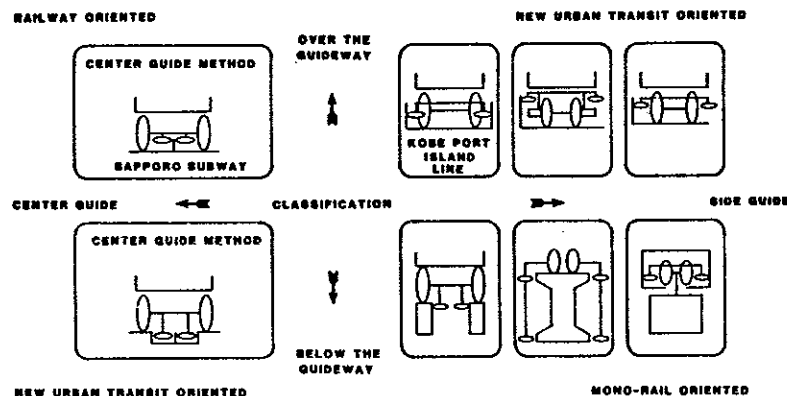 RAILWAY ORIENTED
NEW URBAN TRANSIT ORIENTED
OVER THE
GUIDEWAY
CENTER GUIDE METHOD
SAPPORO SUBWAY
KOBE PORT
ISLAND
LINE
CENTER GUIDE
CLASSIFICATION
SIDE GUIDE
CENTER GUIDE METHOD
BELOW THE
GUIDEWAY
NEW URBAN TRANSIT ORIENTED
MONO-RAIL ORIENTED